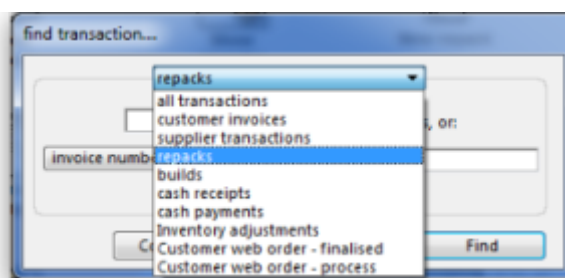 find transaction...
repacks
all transactions
customer invoices
supplier transactions
repacks
builds
cash receipts
cash payments
Inventory adjustments
Customer web order - finalised
Customer web order - process
, or:
invoice numb
Find